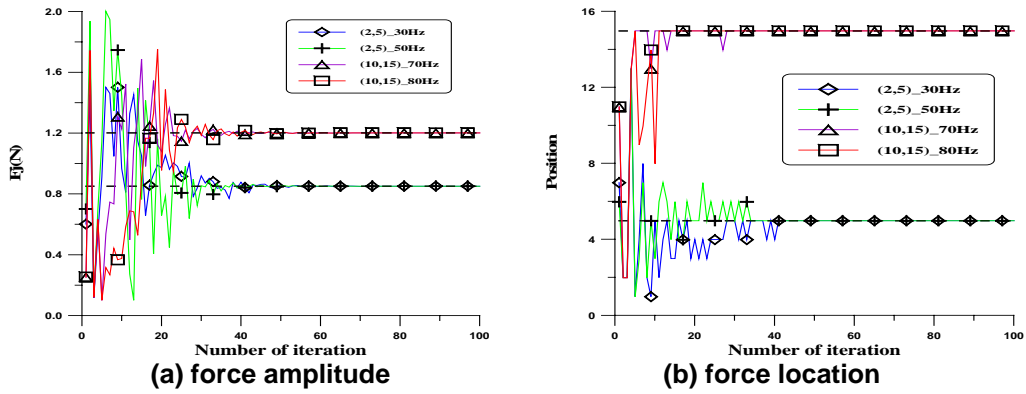 2.0
1.6
1.2
0.8
0.4
0.0
Fj(N)
(2,5)_30Hz
(2,5)_50Hz
(10,15)_70Hz
(10,15)_80Hz
0 20 40 60 80 100
Number of iteration
(a) force amplitude
16
12
8
4
0
Position
(2,5)_30Hz
(2,5)_50Hz
(10,15)_70Hz
(10,15)_80Hz
0 20 40 60 80 100
Number of iteration
(b) force location